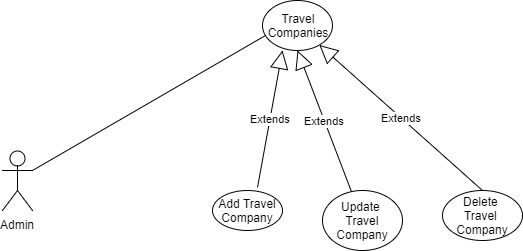 Travel
Companies
Extends
Extends
Extends
Admin
Add Travel
Company
Update
Travel
Company
Delete
Travel
Company